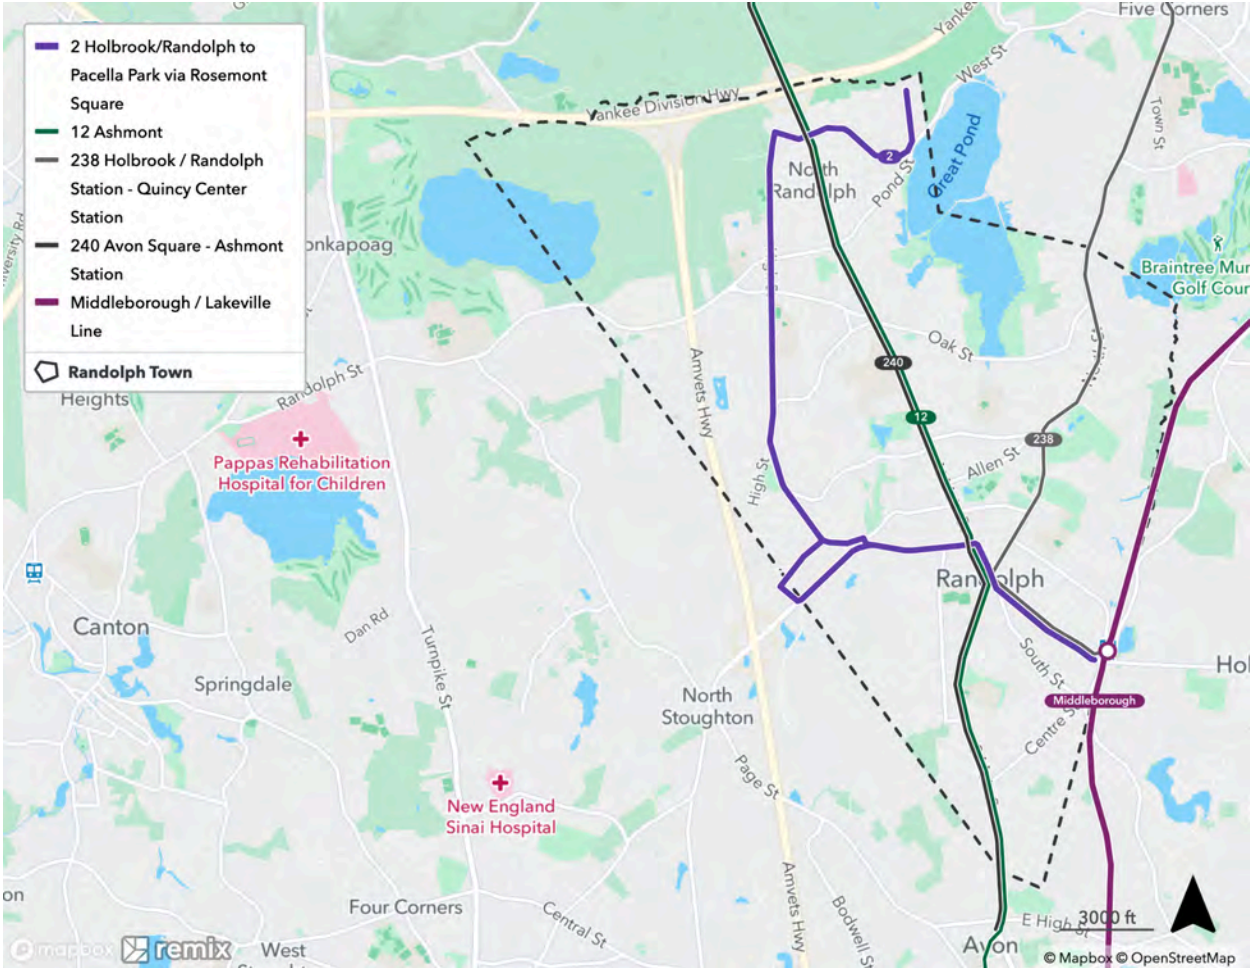 2 Holbrook/Randolph to
Pacella Park via Rosemont
Square
12 Ashmont
238 Holbrook / Randolph
Station - Quincy Center
Station
240 Avon Square - Ashmont
Station
Middleborough / Lakeville
Line
Randolph Town
Five Corners
Yankee
West St
Yankee Division Hwy
Town St
2
North
Randolph
Pond St
Great Pond
onkapoag
Braintree Mun
Golf Cour
Oak St
240
Amvets Hwy
Randolph St
Heights
12
238
Allen St
Pappas Rehabilitation
Hospital for Children
High St
Randolph
Canton
Dan Rd
Turnpike St
South St
Hol
Springdale
North
Stoughton
Middleborough
Centre St
Page St
New England
Sinai Hospital
Amvets Hwy
Bodwell St
on
Four Corners
Central St
E High St
3000 ft
Avon
mapbox
remix
West
© Mapbox © OpenStreetMap